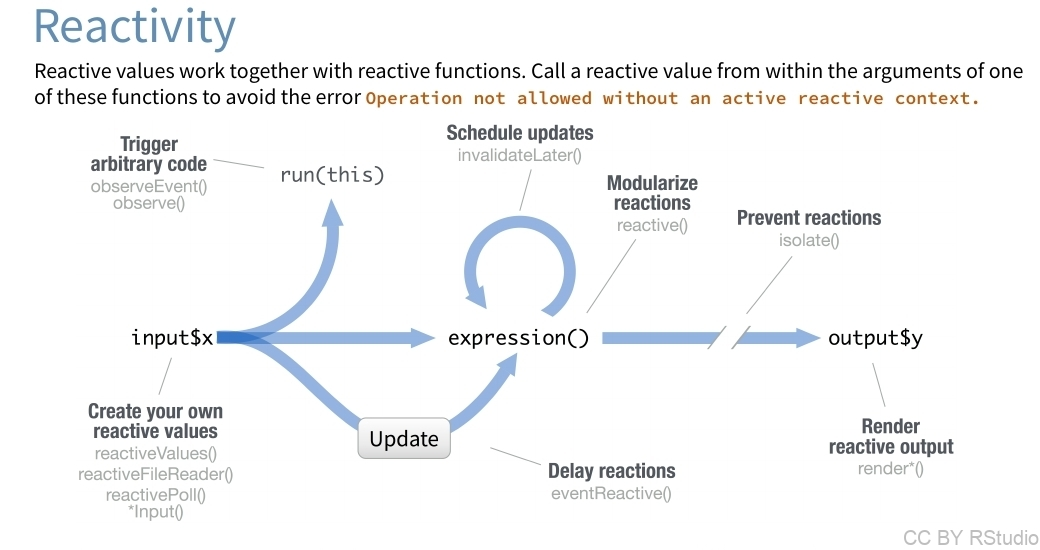 Reactivity
Reactive values work together with reactive functions. Call a reactive value from within the arguments of one
of these functions to avoid the error Operation not allowed without an active reactive context.
Trigger
arbitrary code
observeEvent()
observe()
run(this)
Schedule updates
invalidateLater()
Modularize
reactions
reactive()
Prevent reactions
isolate()
input$x
expression()
output$y
Create your own
reactive values
reactiveValues()
reactiveFileReader()
reactivePoll()
*Input()
Update
Delay reactions
eventReactive()
Render
reactive output
render*()
CC BY RStudio